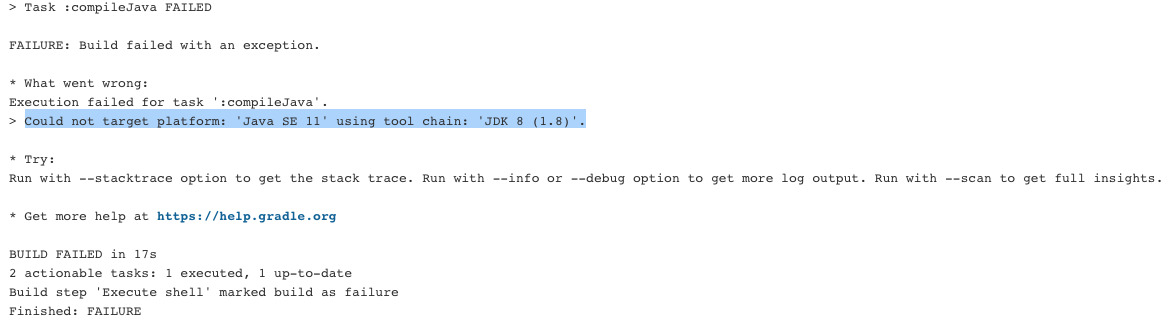 > Task :compileJava FAILED
FAILURE: Build failed with an exception.
* What went wrong:
Execution failed for task ':compileJava'.
> Could not target platform: 'Java SE 11' using tool chain: 'JDK 8 (1.8)'.
* Try:
Run with --stacktrace option to get the stack trace. Run with --info or --debug option to get more log output. Run with --scan to get full insights.
* Get more help at https://help.gradle.org
BUILD FAILED in 17s
2 actionable tasks: 1 executed, 1 up-to-date
Build step 'Execute shell' marked build as failure
Finished: FAILURE